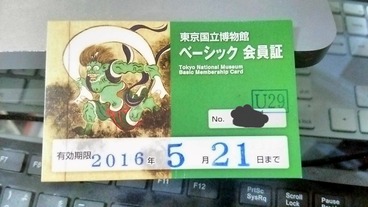 東京国立博物館
ベーシック 会員証
Tokyo National Museum
Basic Membership Card
U29
No.
有効期限 2016年 5月21日まで
PrtSc
SysRq
Scroll
Lock
Pause